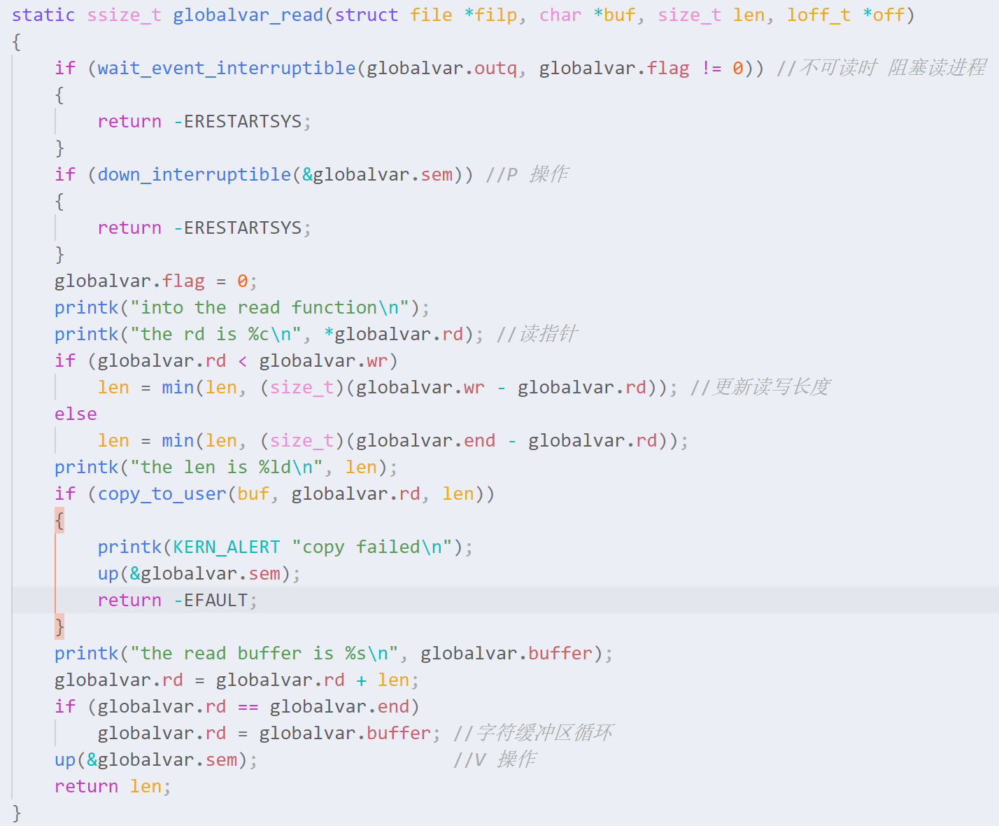 static ssize_t globalvar_read(struct file *filp, char *buf, size_t len, loff_t *off)
{
    if (wait_event_interruptible(globalvar.outq, globalvar.flag != 0)) //不可读时 阻塞读进程
    {
        return -ERESTARTSYS;
    }
    if (down_interruptible(&globalvar.sem)) //P 操作
    {
        return -ERESTARTSYS;
    }
    globalvar.flag = 0;
    printk("into the read function\n");
    printk("the rd is %c\n", *globalvar.rd); //读指针
    if (globalvar.rd < globalvar.wr)
        len = min(len, (size_t)(globalvar.wr - globalvar.rd)); //更新读写长度
    else
        len = min(len, (size_t)(globalvar.end - globalvar.rd));
    printk("the len is %ld\n", len);
    if (copy_to_user(buf, globalvar.rd, len))
    {
        printk(KERN_ALERT "copy failed\n");
        up(&globalvar.sem);
        return -EFAULT;
    }
    printk("the read buffer is %s\n", globalvar.buffer);
    globalvar.rd = globalvar.rd + len;
    if (globalvar.rd == globalvar.end)
        globalvar.rd = globalvar.buffer; //字符缓冲区循环
    up(&globalvar.sem);                  //V 操作
    return len;
}